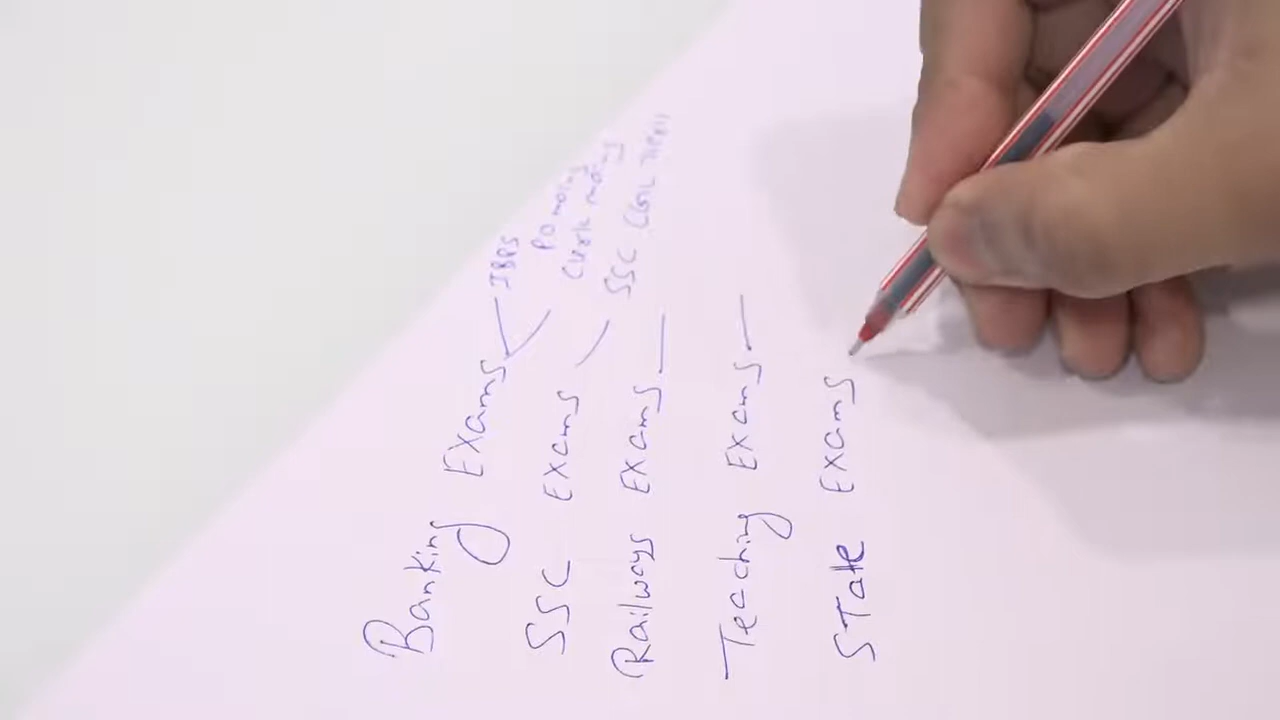 Banking Exams IBPS
PO mains
Clerk mains
SSC Exams SSC CGL Tier II
Railways Exams
Teaching Exams
State Exams